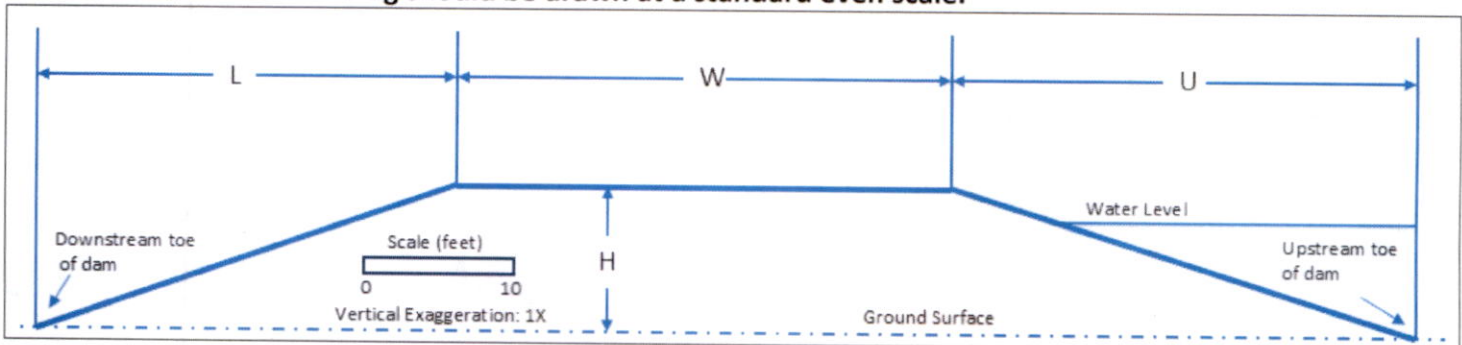 L
W
U
Water Level
Downstream toe
of dam
Scale (feet)
0 10
Vertical Exaggeration: 1X
H
Ground Surface
Upstream toe
of dam